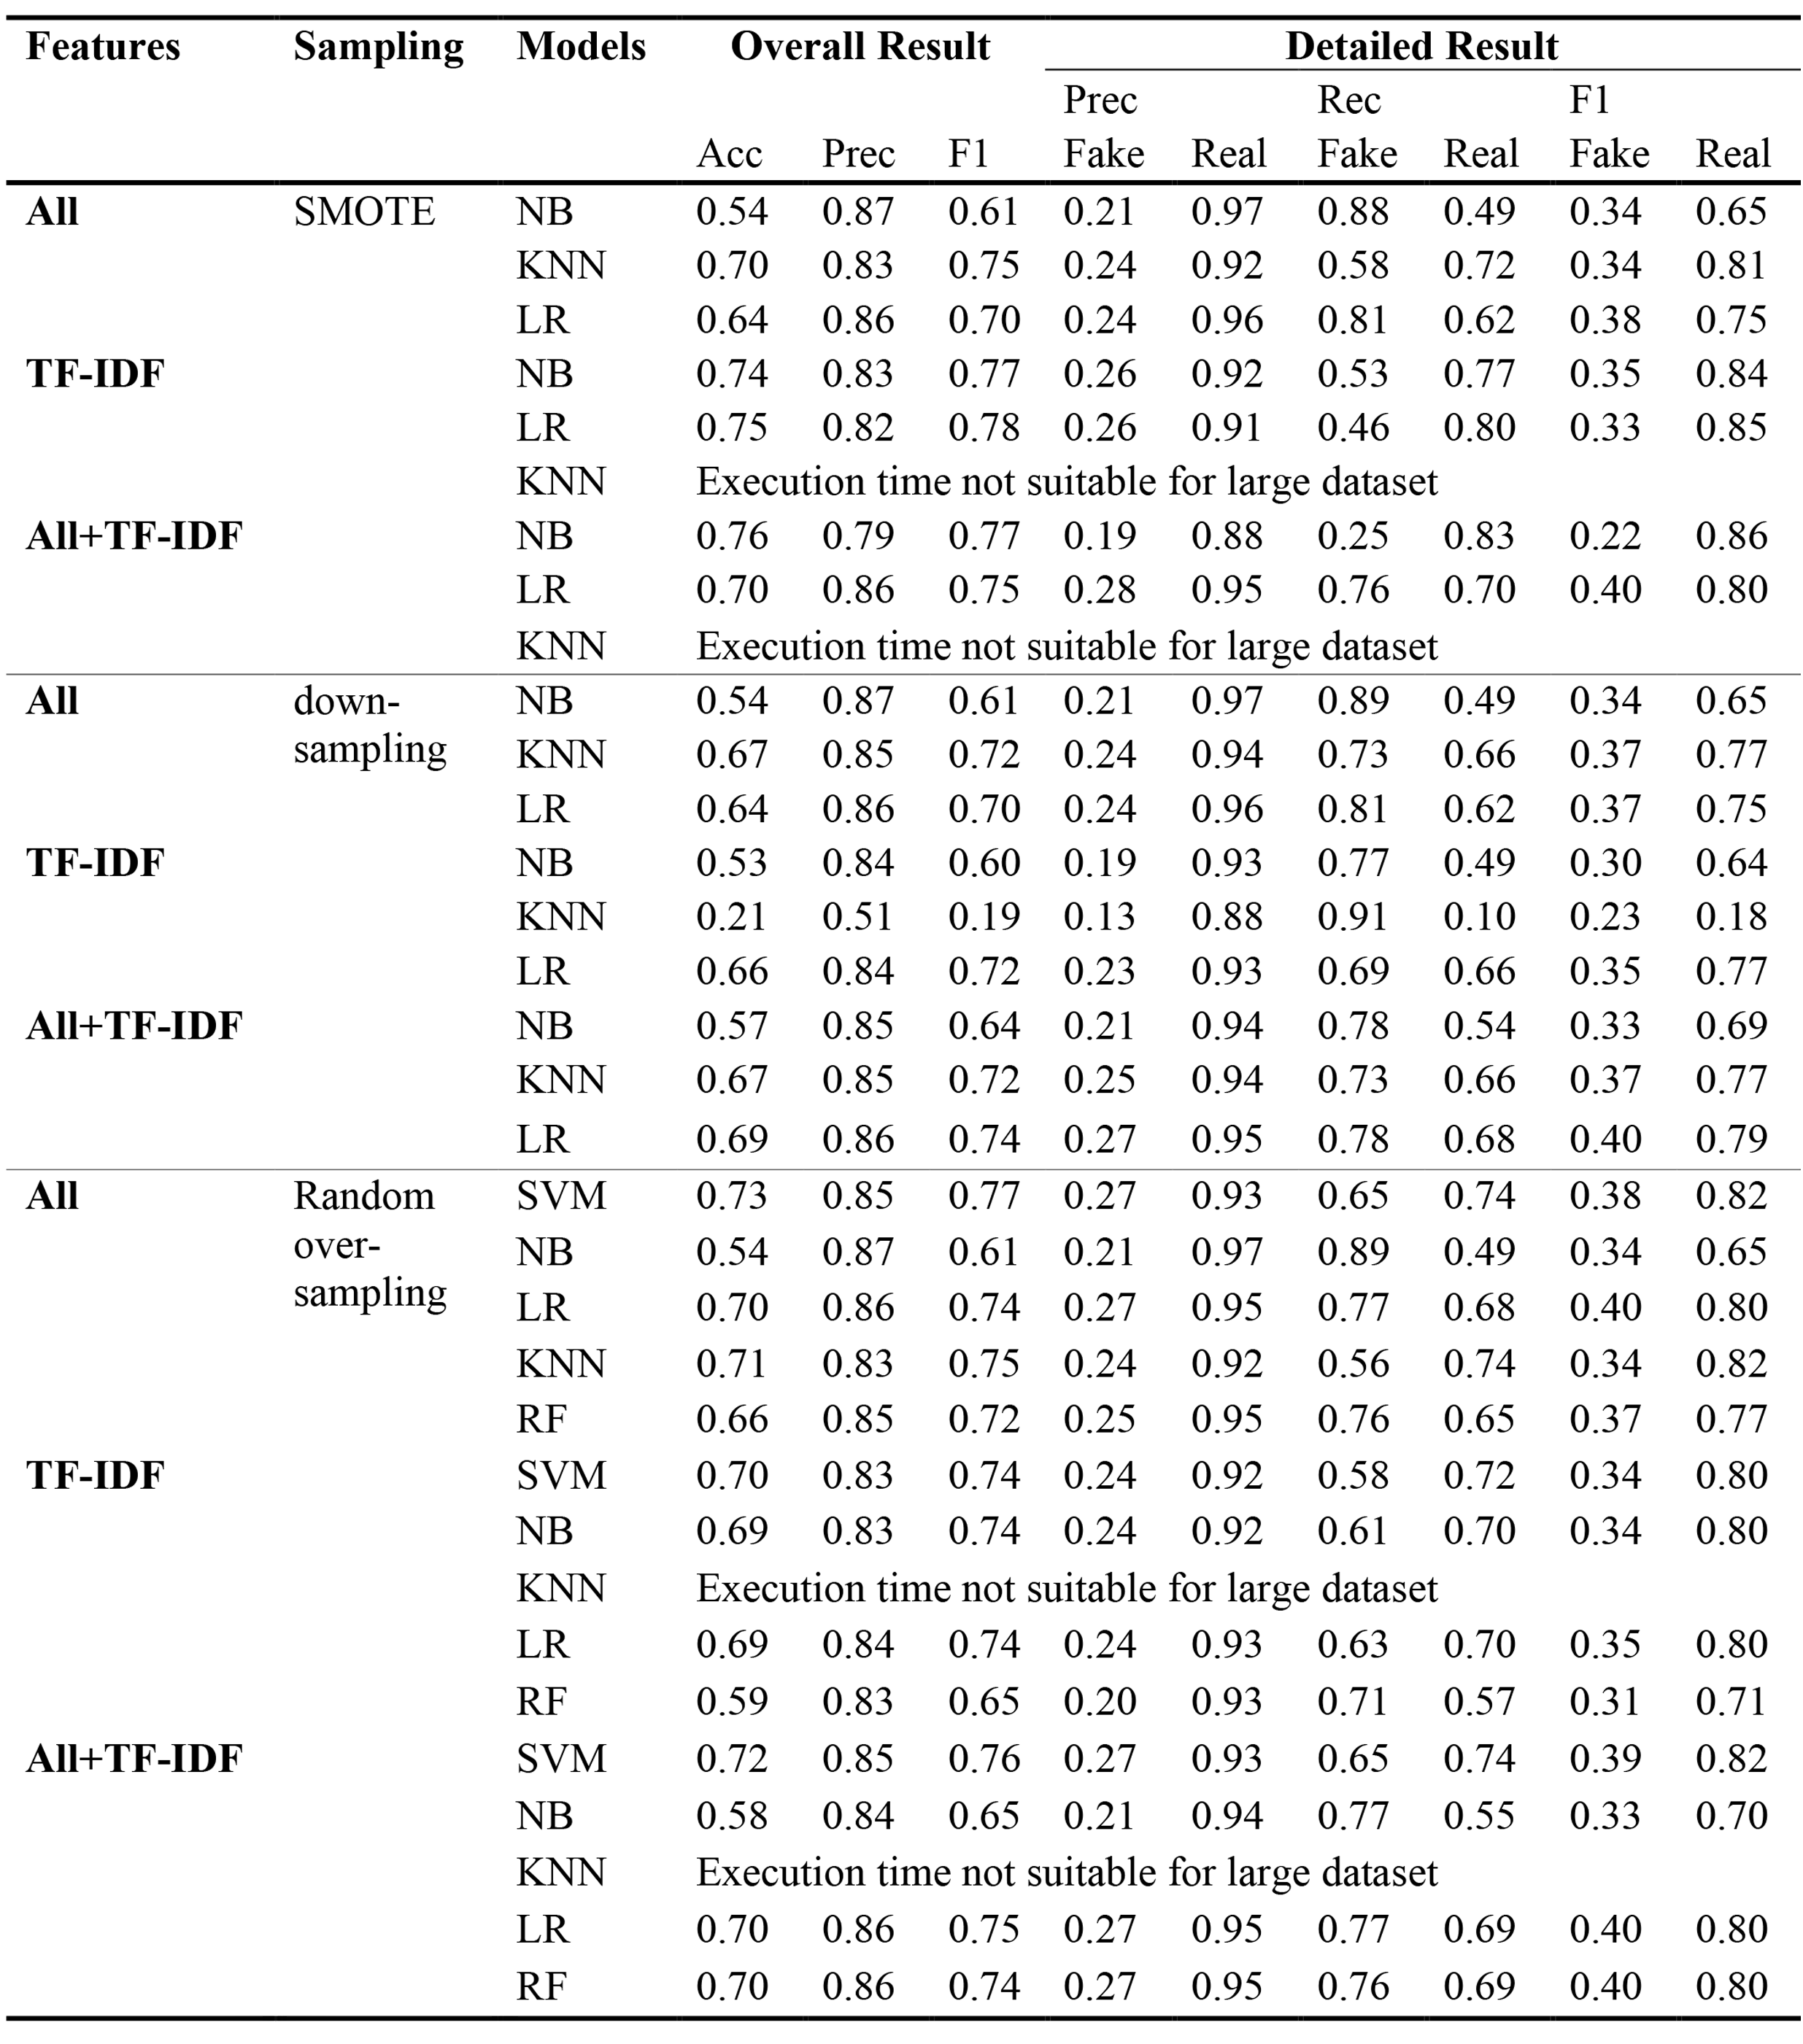 Features Sampling Models Overall Result Detailed Result
Prec Rec F1
Acc Prec F1 Fake Real Fake Real Fake Real
All SMOTE NB 0.54 0.87 0.61 0.21 0.97 0.88 0.49 0.34 0.65
KNN 0.70 0.83 0.75 0.24 0.92 0.58 0.72 0.34 0.81
LR 0.64 0.86 0.70 0.24 0.96 0.81 0.62 0.38 0.75
TF-IDF NB 0.74 0.83 0.77 0.26 0.92 0.53 0.77 0.35 0.84
LR 0.75 0.82 0.78 0.26 0.91 0.46 0.80 0.33 0.85
KNN Execution time not suitable for large dataset
All+TF-IDF NB 0.76 0.79 0.77 0.19 0.88 0.25 0.83 0.22 0.86
LR 0.70 0.86 0.75 0.28 0.95 0.76 0.70 0.40 0.80
KNN Execution time not suitable for large dataset
All down- NB 0.54 0.87 0.61 0.21 0.97 0.89 0.49 0.34 0.65
sampling KNN 0.67 0.85 0.72 0.24 0.94 0.73 0.66 0.37 0.77
LR 0.64 0.86 0.70 0.24 0.96 0.81 0.62 0.37 0.75
TF-IDF NB 0.53 0.84 0.60 0.19 0.93 0.77 0.49 0.30 0.64
KNN 0.21 0.51 0.19 0.13 0.88 0.91 0.10 0.23 0.18
LR 0.66 0.84 0.72 0.23 0.93 0.69 0.66 0.35 0.77
All+TF-IDF NB 0.57 0.85 0.64 0.21 0.94 0.78 0.54 0.33 0.69
KNN 0.67 0.85 0.72 0.25 0.94 0.73 0.66 0.37 0.77
LR 0.69 0.86 0.74 0.27 0.95 0.78 0.68 0.40 0.79
All Random SVM 0.73 0.85 0.77 0.27 0.93 0.65 0.74 0.38 0.82
over- NB 0.54 0.87 0.61 0.21 0.97 0.89 0.49 0.34 0.65
sampling LR 0.70 0.86 0.74 0.27 0.95 0.77 0.68 0.40 0.80
KNN 0.71 0.83 0.75 0.24 0.92 0.56 0.74 0.34 0.82
RF 0.66 0.85 0.72 0.25 0.95 0.76 0.65 0.37 0.77
TF-IDF SVM 0.70 0.83 0.74 0.24 0.92 0.58 0.72 0.34 0.80
NB 0.69 0.83 0.74 0.24 0.92 0.61 0.70 0.34 0.80
KNN Execution time not suitable for large dataset
LR 0.69 0.84 0.74 0.24 0.93 0.63 0.70 0.35 0.80
RF 0.59 0.83 0.65 0.20 0.93 0.71 0.57 0.31 0.71
All+TF-IDF SVM 0.72 0.85 0.76 0.27 0.93 0.65 0.74 0.39 0.82
NB 0.58 0.84 0.65 0.21 0.94 0.77 0.55 0.33 0.70
KNN Execution time not suitable for large dataset
LR 0.70 0.86 0.75 0.27 0.95 0.77 0.69 0.40 0.80
RF 0.70 0.86 0.74 0.27 0.95 0.76 0.69 0.40 0.80